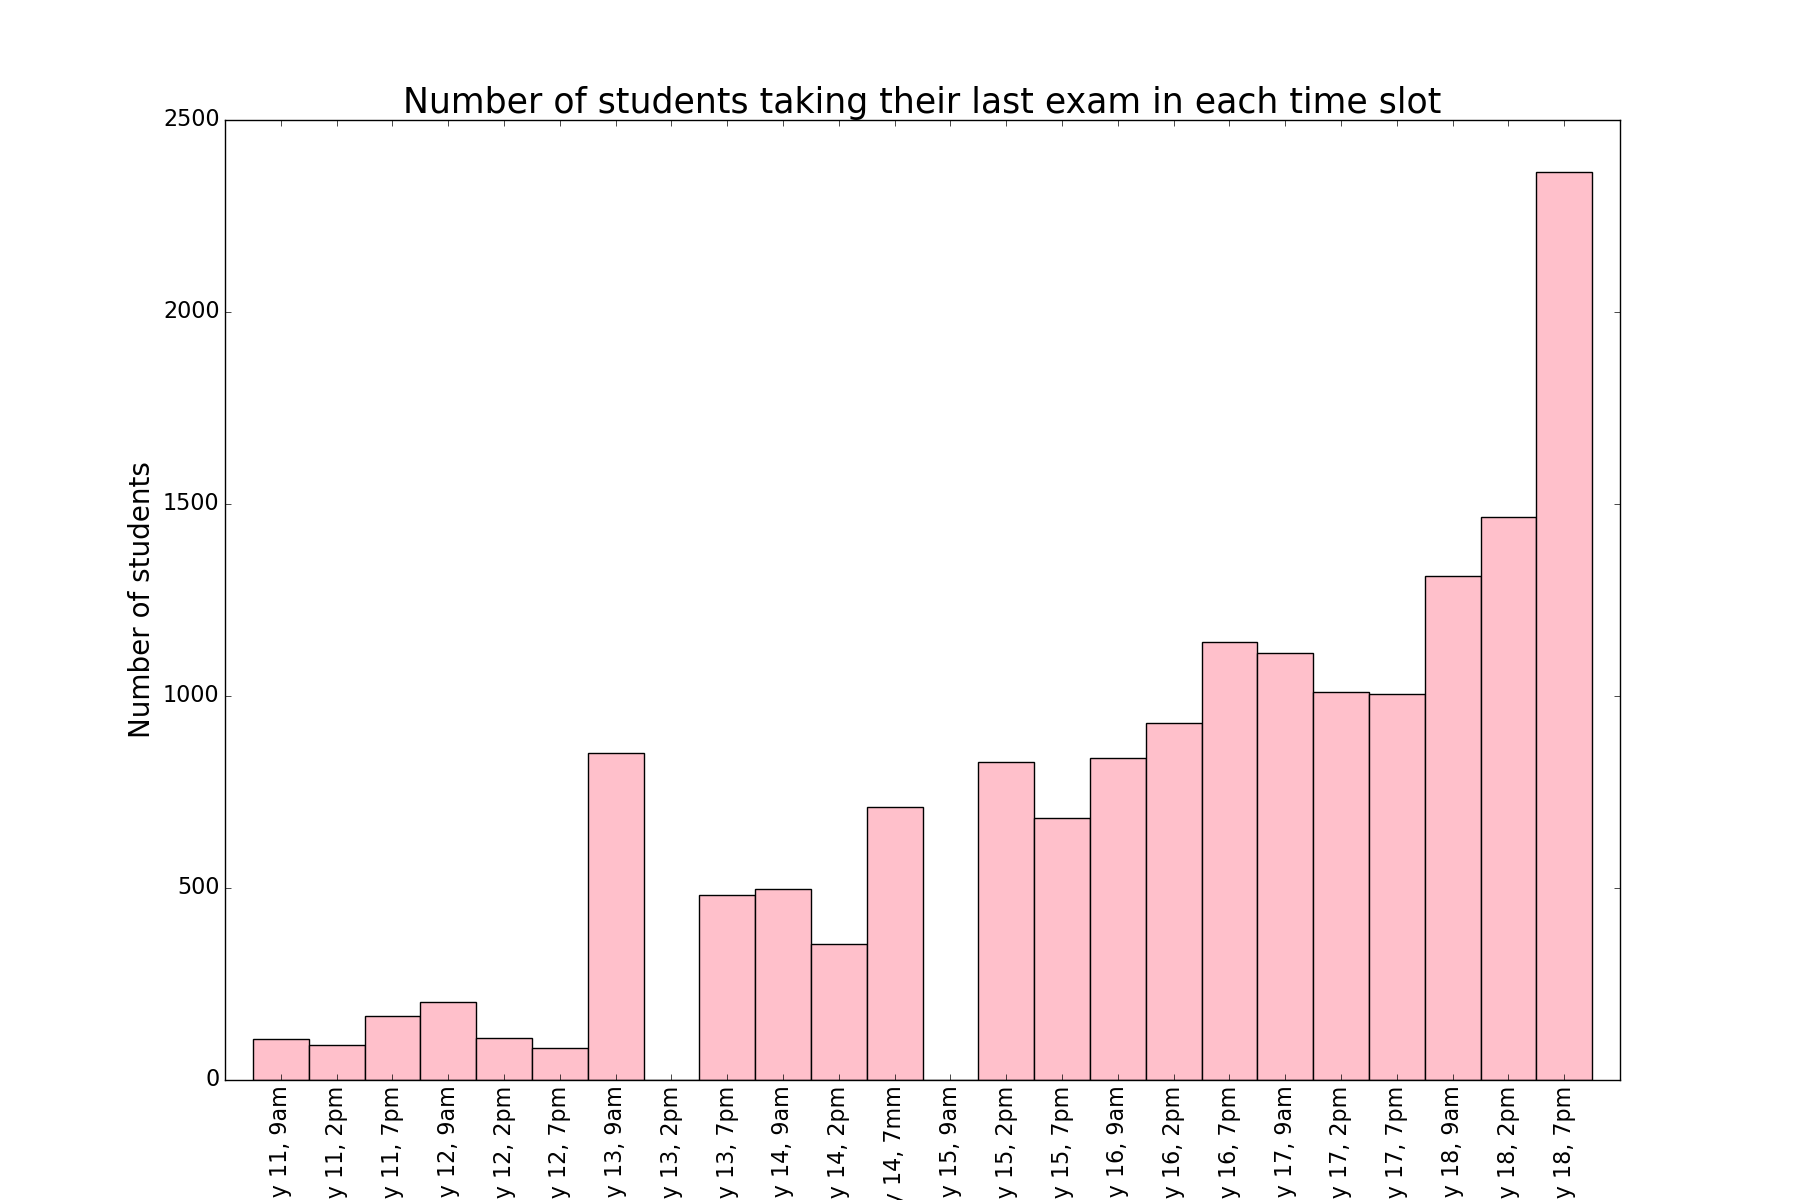 Number of students taking their last exam in each time slot
2500
2000
1500
1000
500
0
Number of students
y 11, 9am
y 11, 2pm
y 11, 7pm
y 12, 9am
y 12, 2pm
y 12, 7pm
y 13, 9am
y 13, 2pm
y 13, 7pm
y 14, 9am
y 14, 2pm
y 14, 7mm
y 15, 9am
y 15, 2pm
y 15, 7pm
y 16, 9am
y 16, 2pm
y 16, 7pm
y 17, 9am
y 17, 2pm
y 17, 7pm
y 18, 9am
y 18, 2pm
y 18, 7pm